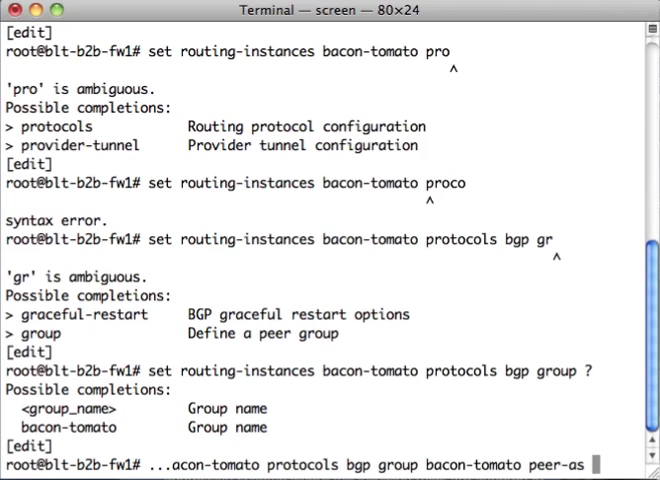 Terminal — screen — 80×24
[edit]
root@blt-b2b-fw1# set routing-instances bacon-tomato pro
^
'pro' is ambiguous.
Possible completions:
> protocols            Routing protocol configuration
> provider-tunnel      Provider tunnel configuration
[edit]
root@blt-b2b-fw1# set routing-instances bacon-tomato proco
^
syntax error.
root@blt-b2b-fw1# set routing-instances bacon-tomato protocols bgp gr
^
'gr' is ambiguous.
Possible completions:
> graceful-restart     BGP graceful restart options
> group                Define a peer group
[edit]
root@blt-b2b-fw1# set routing-instances bacon-tomato protocols bgp group ?
Possible completions:
<group_name>         Group name
bacon-tomato         Group name
[edit]
root@blt-b2b-fw1# ...acon-tomato protocols bgp group bacon-tomato peer-as